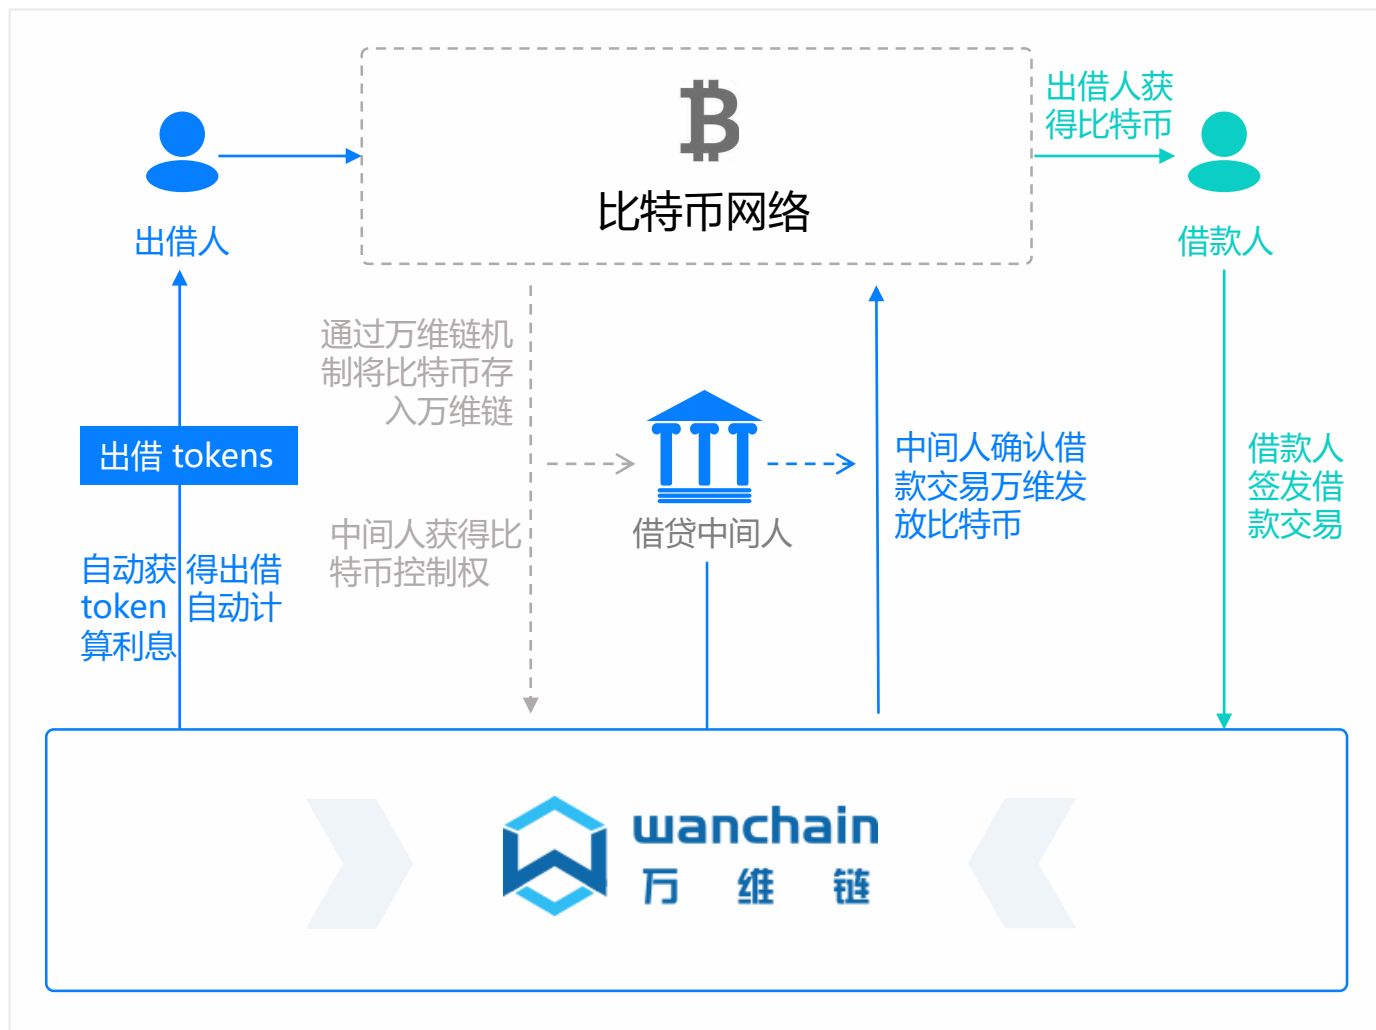 比特币网络
出借人获
得比特币
出借人
借款人
通过万维链机
制将比特币存
入万维链
出借 tokens
中间人确认借
款交易万维发
放比特币
借款人
签发借
款交易
中间人获得比
特币控制权
借贷中间人
自动获得出借
token 自动计
算利息
wanchain
万维链